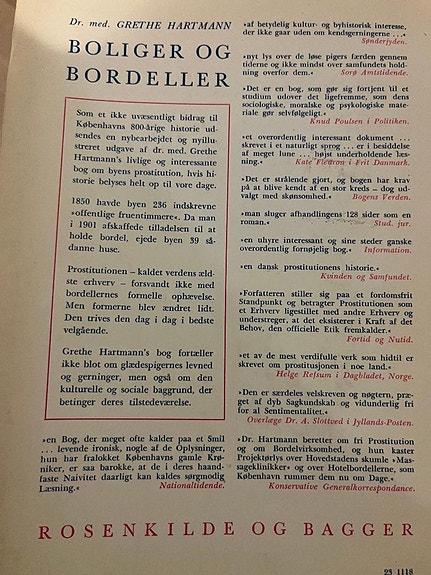 Dr. med. GRETHE HARTMANN
BOLIGER OG
BORDELLER
Som et ikke uvæsentligt bidrag til
Københavns 800-årige historie ud-
sendes en nybearbejdet og nyillu-
streret udgave af dr. med. Grethe
Hartmann's livlige og interessante
bog om byens prostitution, hvis hi-
storie belyses helt op til vore dage.
1850 havde byen 236 indskrevne
»offentlige fruentimmere«. Da man
i 1901 afskaffede tilladelsen til at
holde bordel, ejede byen 39 så-
danne huse.
Prostitutionen – kaldet verdens æld-
ste erhverv – forsvandt ikke med
bordellernes formelle ophævelse.
Men formerne blev ændret lidt.
Den trives den dag i dag i bedste
velgående.
Grethe Hartmann's bog fortæller
ikke blot om glædespigernes levned
og gerninger, men også om den
kulturelle og sociale baggrund, der
betinger deres tilstedeværelse.
»en Bog, der meget ofte kalder paa et Smil
... levende ironisk, nogle af de Oplysninger,
hun har fralokket Københavns gamle Krø-
niker, er saa barokke, at i deres haand-
faste Naivitet daarligt kan kaldes sørgmodig
Læsning.« Nationaltidende.
»af betydelig kultur- og byhistorisk interesse,
der ikke gaar uden om kendsgerningerne ...«
Sønderjyden.
»nyt lys over de løse pigers færden gennem
tiderne og ikke mindst over samfundets hold-
ning overfor dem.« Sorø Amtstidende.
»Det er en bog, som gør sig fortjent til et
studium udover det ligefremme, som dens
sociologiske, moralske og psykologiske mate-
riale gør selvfølgeligt.«
Knud Poulsen i Politiken.
»et overordentlig interessant dokument ...
skrevet i et naturligt sprog ... er i besiddelse
af meget lune ... højst underholdende læs-
ning.« Kate Fleuron i Frit Danmark.
»Det er strålende gjort, og bogen har krav
på at blive kendt af en stor kreds – dog ud-
valgt med skønsomhed.« Bogens Verden.
»man sluger afhandlingens 128 sider som en
roman.« Stud. jur.
»en uhyre interessant og sine steder ganske
overordentlig fornøjelig bog.« Information.
»en dansk prostitutionens historie.«
Kvinden og Samfundet.
»Forfatteren stiller sig paa et fordomsfrit
Standpunkt og betragter Prostitutionen som
et Erhverv ligestillet med andre Erhverv og
understreger, at det eksisterer i Kraft af det
Behov, den officielle Etik fremkalder.«
Fortid og Nutid.
»et av de mest verdifulle verk som hidtil er
skrevet om prostitusjonen i noe land.«
Helge Refsum i Dagbladet, Norge.
»Den er særdeles velskreven og nøgtern, præ-
get af dyb Sagkundskab og vidunderlig fri
for al Sentimentalitet.«
Overlæge Dr. A. Slottved i Jyllands-Posten.
»Dr. Hartmann beretter om fri Prostitution
og om Bordelvirksomhed, og hun kaster
Projektørlys over Hovedstadens skumle »Mas-
sageklinikker« og over Hotelbordellerne, som
København rummer dem nu om Dage.«
Konservative Generalkorrespondance.
ROSENKILDE OG BAGGER
23 1118